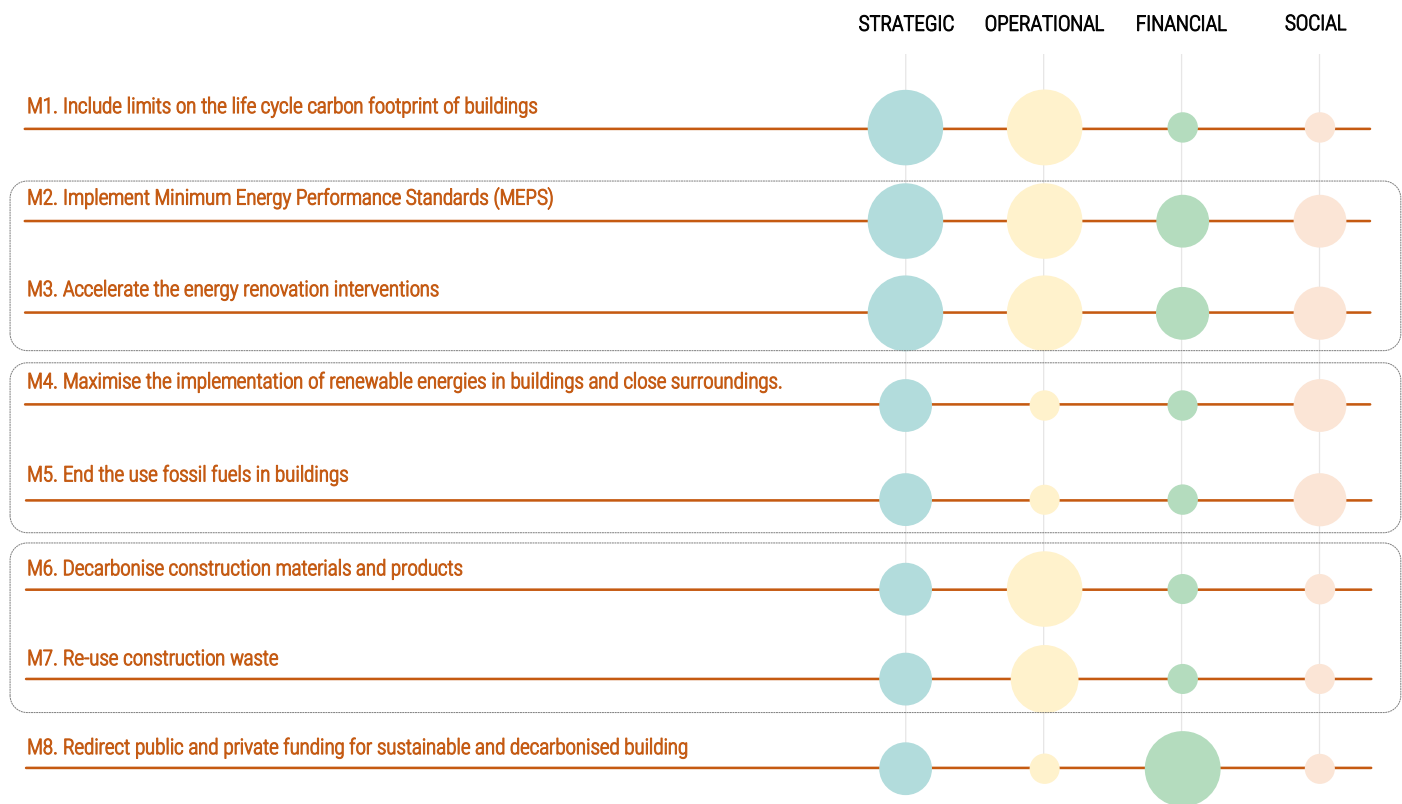 STRATEGIC OPERATIONAL FINANCIAL SOCIAL
M1. Include limits on the life cycle carbon footprint of buildings
M2. Implement Minimum Energy Performance Standards (MEPS)
M3. Accelerate the energy renovation interventions
M4. Maximise the implementation of renewable energies in buildings and close surroundings.
M5. End the use fossil fuels in buildings
M6. Decarbonise construction materials and products
M7. Re-use construction waste
M8. Redirect public and private funding for sustainable and decarbonised building